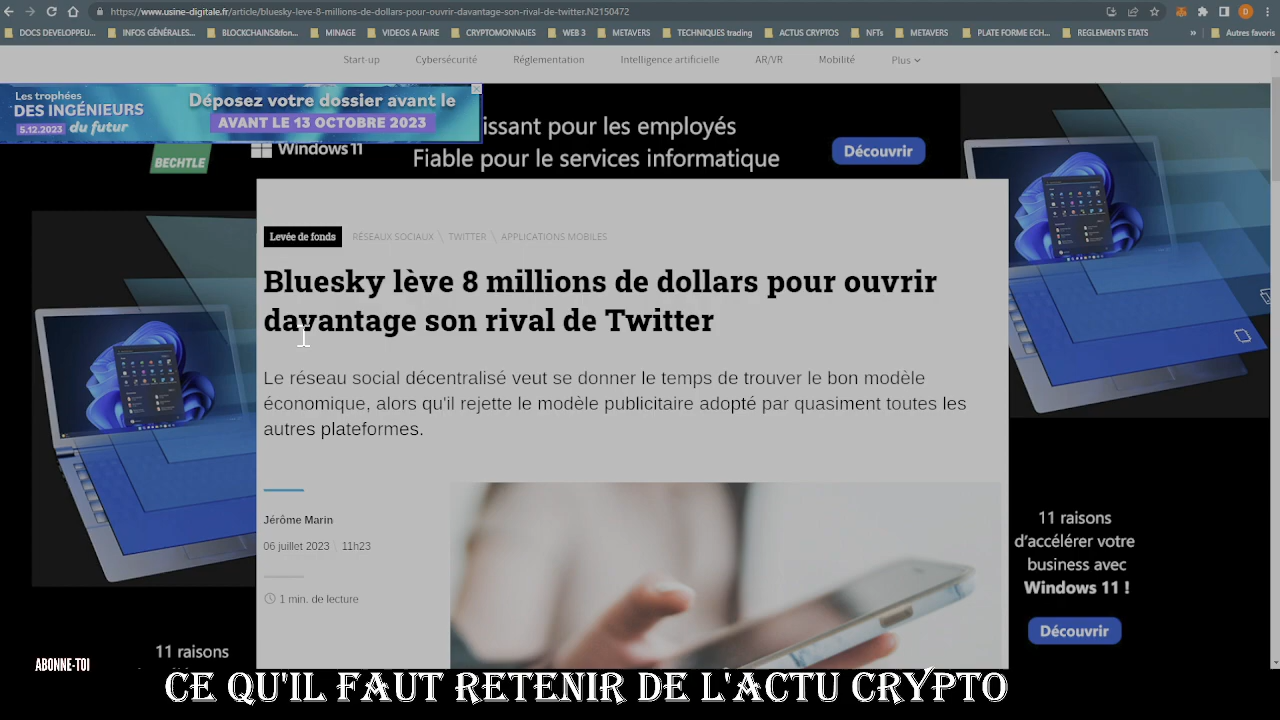 https://www.usine-digitale.fr/article/bluesky-leve-8-millions-de-dollars-pour-ouvrir-davantage-son-rival-de-twitter.N2150472
DOCS DEVELOPPEU... INFOS GÉNÉRALES... BLOCKCHAINS&fon... MINAGE VIDEOS A FAIRE CRYPTOMONNAIES WEB 3 METAVERS TECHNIQUES trading ACTUS CRYPTOS NFTs METAVERS PLATE FORME ECH... REGLEMENTS ETATS » Autres favoris
Start-up Cybersécurité Réglementation Intelligence artificielle AR/VR Mobilité Plus
Les trophées
DES INGÉNIEURS
5.12.2023 du futur
Déposez votre dossier avant le
AVANT LE 13 OCTOBRE 2023
issant pour les employés
BECHTLE
Windows 11
Fiable pour le services informatique
Découvrir
Levée de fonds RÉSEAUX SOCIAUX \ TWITTER \ APPLICATIONS MOBILES
Bluesky lève 8 millions de dollars pour ouvrir
davantage son rival de Twitter
Le réseau social décentralisé veut se donner le temps de trouver le bon modèle
économique, alors qu'il rejette le modèle publicitaire adopté par quasiment toutes les
autres plateformes.
Jérôme Marin
06 juillet 2023 \ 11h23
1 min. de lecture
11 raisons
d'accélérer votre
business avec
Windows 11 !
Découvrir
11 raisons
ABONNE-TOI
CE QU'IL FAUT RETENIR DE L'ACTU CRYPTO